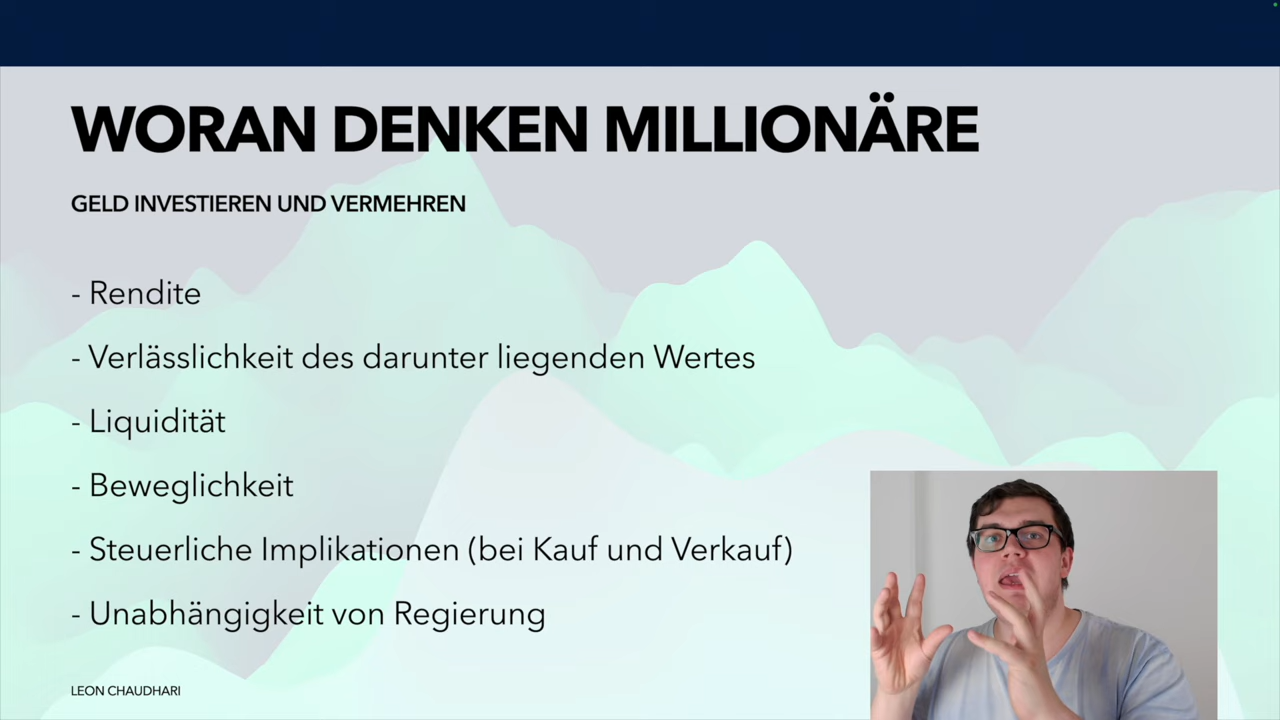 WORAN DENKEN MILLIONÄRE
GELD INVESTIEREN UND VERMEHREN
- Rendite
- Verlässlichkeit des darunter liegenden Wertes
- Liquidität
- Beweglichkeit
- Steuerliche Implikationen (bei Kauf und Verkauf)
- Unabhängigkeit von Regierung
LEON CHAUDHARI